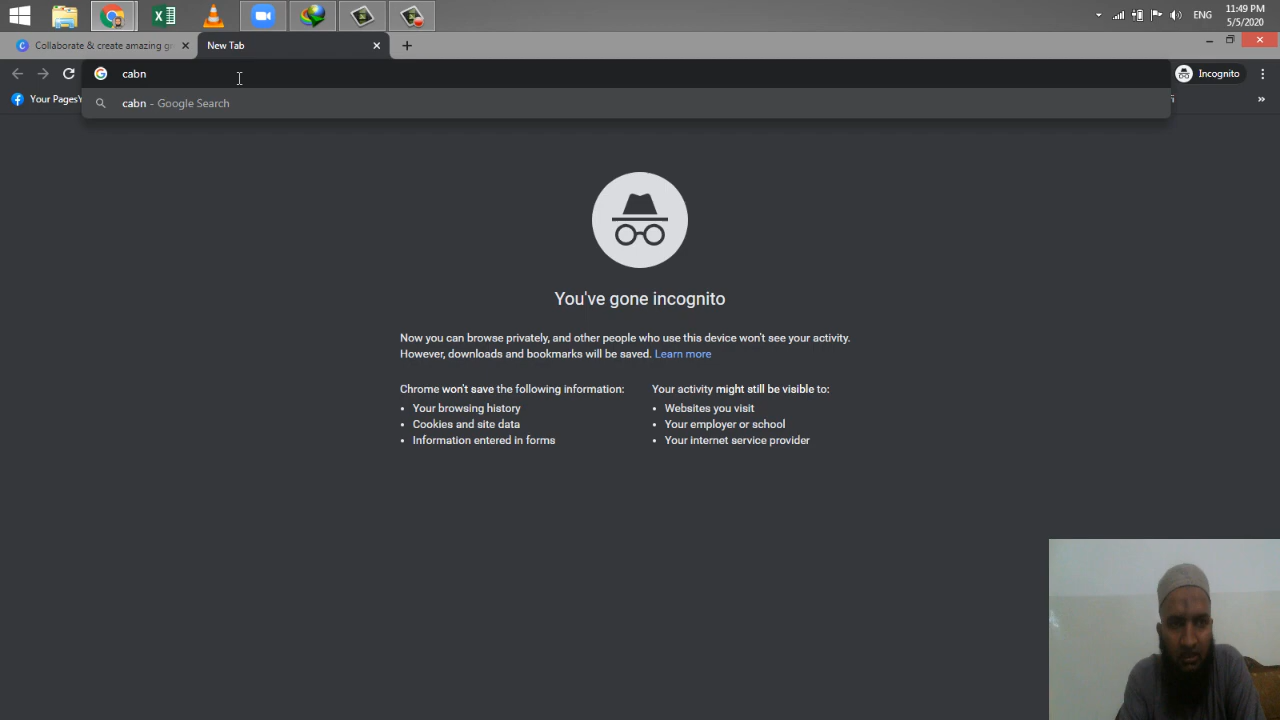 11:49 PM
ENG
5/5/2020
Collaborate & create amazing g
New Tab
cabn
Incognito
Your Pages
cabn - Google Search
You've gone incognito
Now you can browse privately, and other people who use this device won't see your activity.
However, downloads and bookmarks will be saved. Learn more
Chrome won't save the following information:
• Your browsing history
• Cookies and site data
• Information entered in forms
Your activity might still be visible to:
• Websites you visit
• Your employer or school
• Your internet service provider